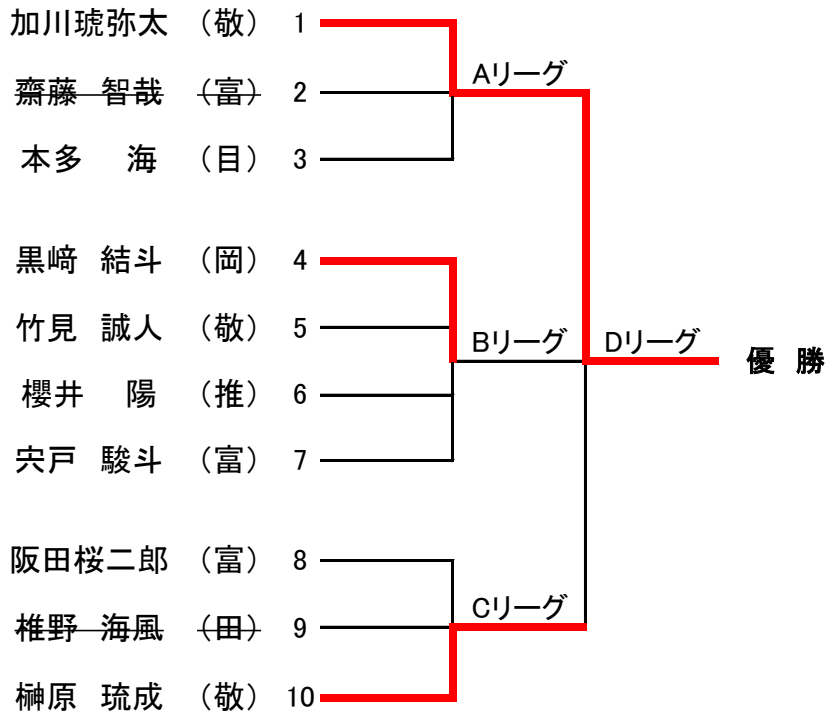 加川琥弥太 (敬) 1
Aリーグ
齋藤 智哉 (富) 2
本多 海 (目) 3
黒﨑 結斗 (岡) 4
竹見 誠人 (敬) 5
Bリーグ Dリーグ
優 勝
櫻井 陽 (推) 6
宍戸 駿斗 (富) 7
阪田桜二郎 (富) 8
Cリーグ
椎野 海風 (田) 9
榊原 琉成 (敬) 10